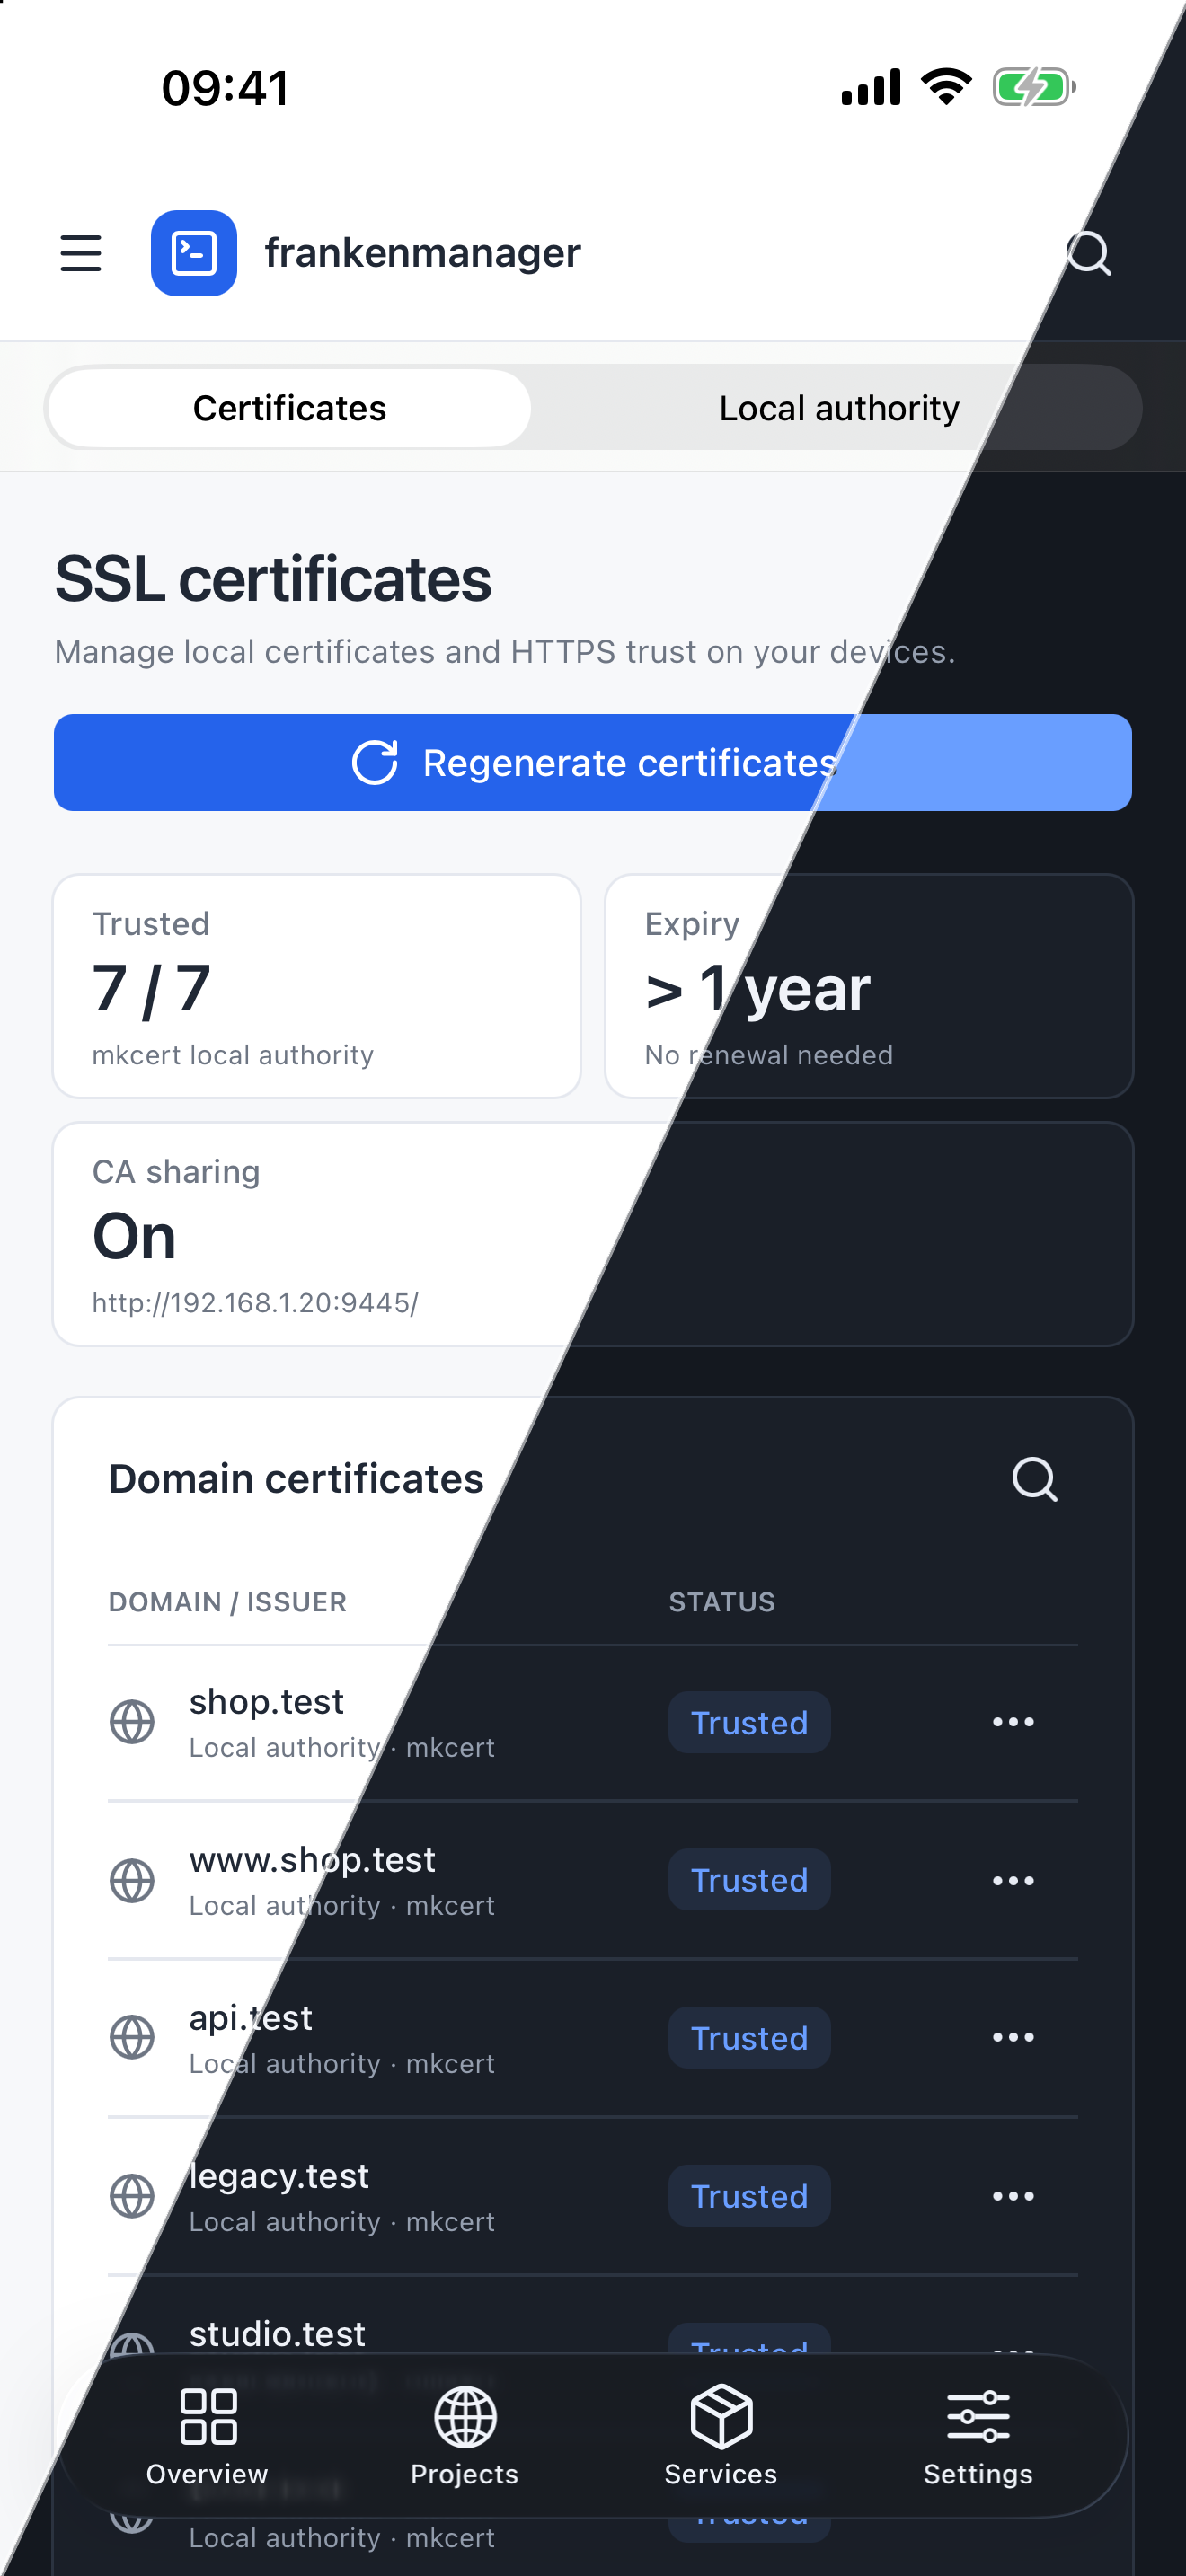 09:41
frankenmanager
Certificates
Local authority
SSL certificates
Manage local certificates and HTTPS trust on your devices.
Regenerate certificates
Trusted
7 / 7
mkcert local authority
Expiry
> 1 year
No renewal needed
CA sharing
On
http://192.168.1.20:9445/
Domain certificates
DOMAIN / ISSUER
STATUS
shop.test
Local authority · mkcert
Trusted
www.shop.test
Local authority · mkcert
Trusted
api.test
Local authority · mkcert
Trusted
legacy.test
Local authority · mkcert
Trusted
studio.test
Trusted
Overview
Projects
Services
Settings
Local authority · mkcert
Trusted